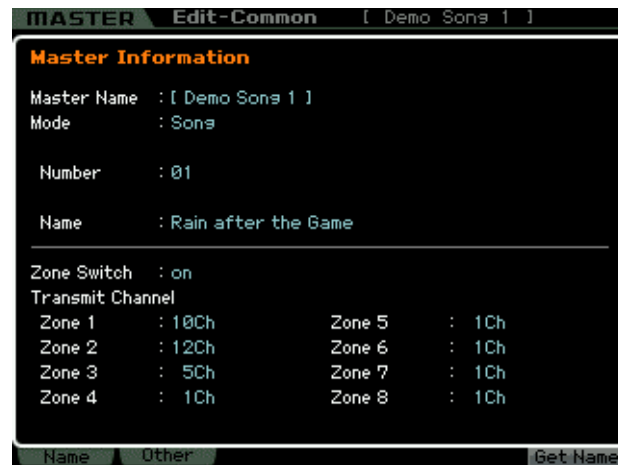 MASTER Edit-Common [ Demo Song 1 ]
Master Information
Master Name : [ Demo Song 1 ]
Mode : Song
Number : 01
Name : Rain after the Game
Zone Switch : on
Transmit Channel
Zone 1 : 10Ch Zone 5 : 1Ch
Zone 2 : 12Ch Zone 6 : 1Ch
Zone 3 : 5Ch Zone 7 : 1Ch
Zone 4 : 1Ch Zone 8 : 1Ch
Name Other Get Name